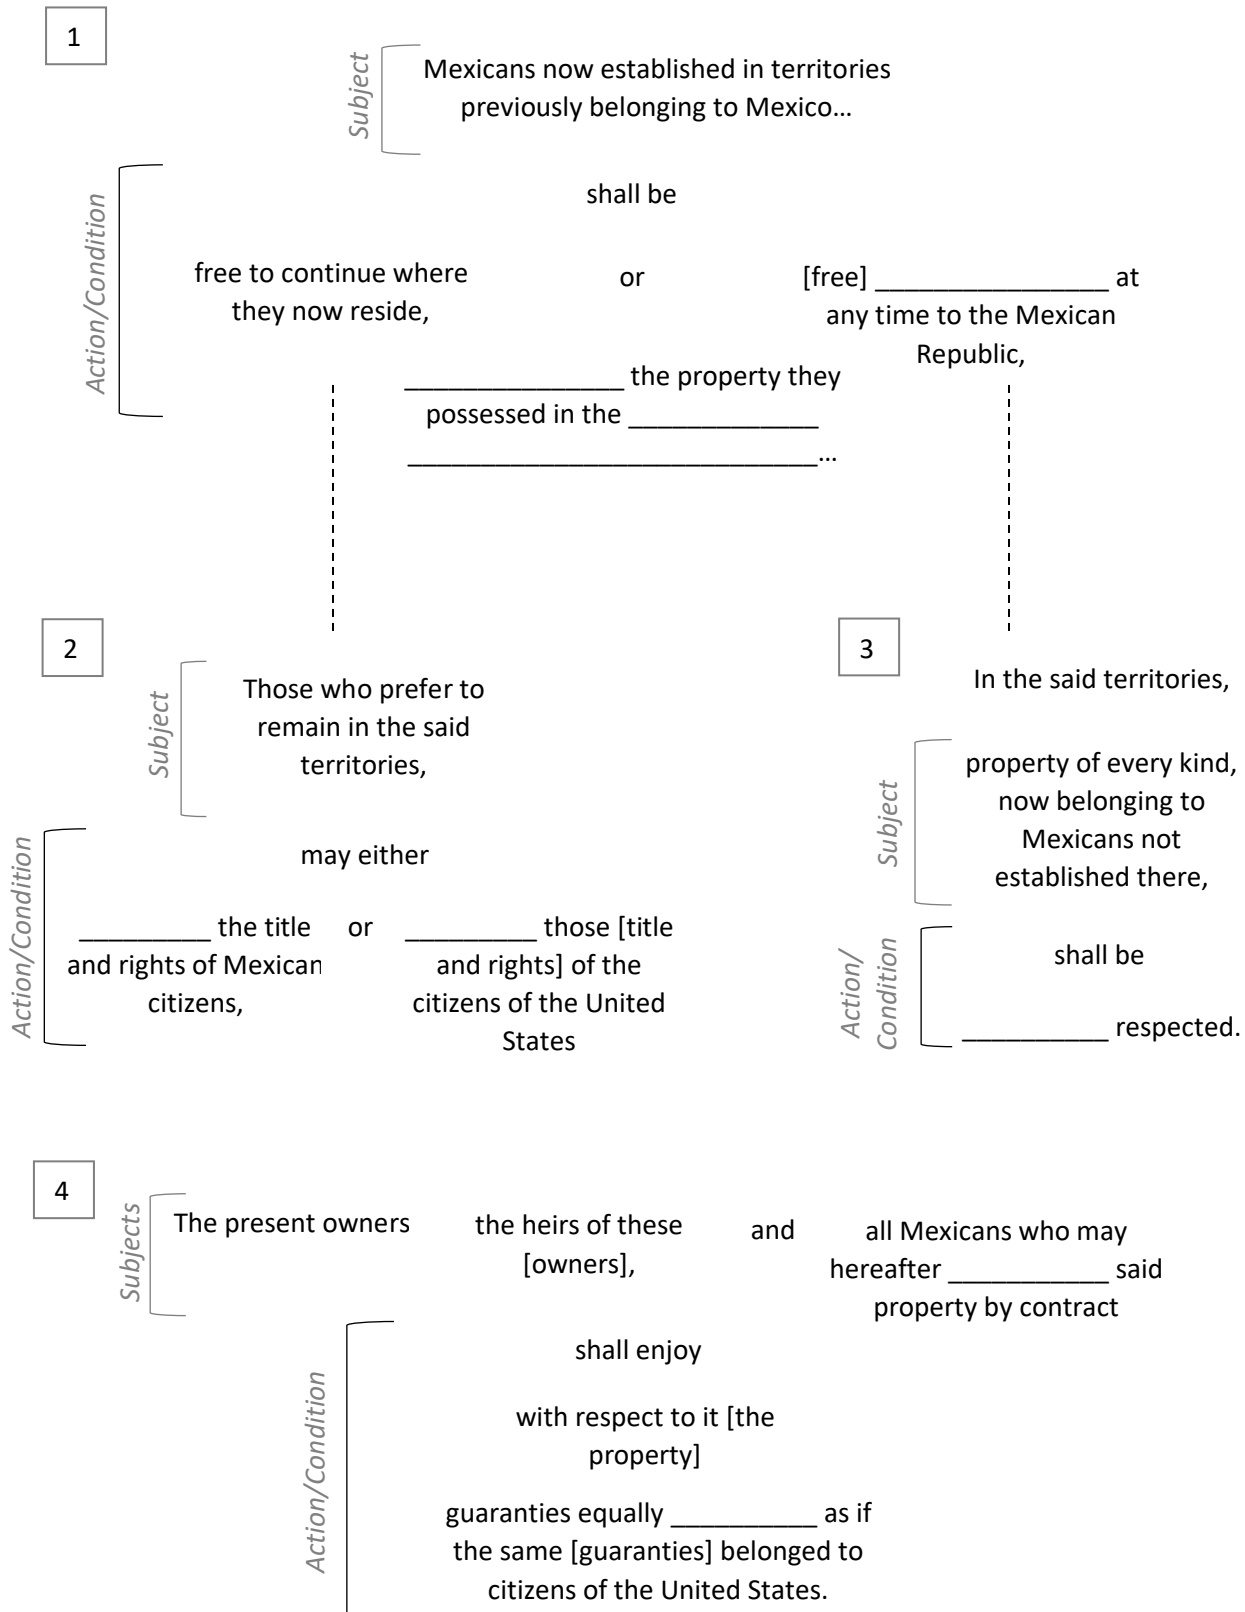 1
Subject
Mexicans now established in territories
previously belonging to Mexico…
Action/Condition
shall be
free to continue where
they now reside,
or
[free] ________________ at
any time to the Mexican
Republic,
_______________ the property they
possessed in the _____________
____________________________…
2
Subject
Those who prefer to
remain in the said
territories,
Action/Condition
may either
_________ the title
and rights of Mexican
citizens,
or
_________ those [title
and rights] of the
citizens of the United
States
3
In the said territories,
Subject
property of every kind,
now belonging to
Mexicans not
established there,
Action/
Condition
shall be
__________ respected.
4
Subjects
The present owners
the heirs of these
[owners],
and
all Mexicans who may
hereafter ___________ said
property by contract
Action/Condition
shall enjoy
with respect to it [the
property]
guaranties equally __________ as if
the same [guaranties] belonged to
citizens of the United States.